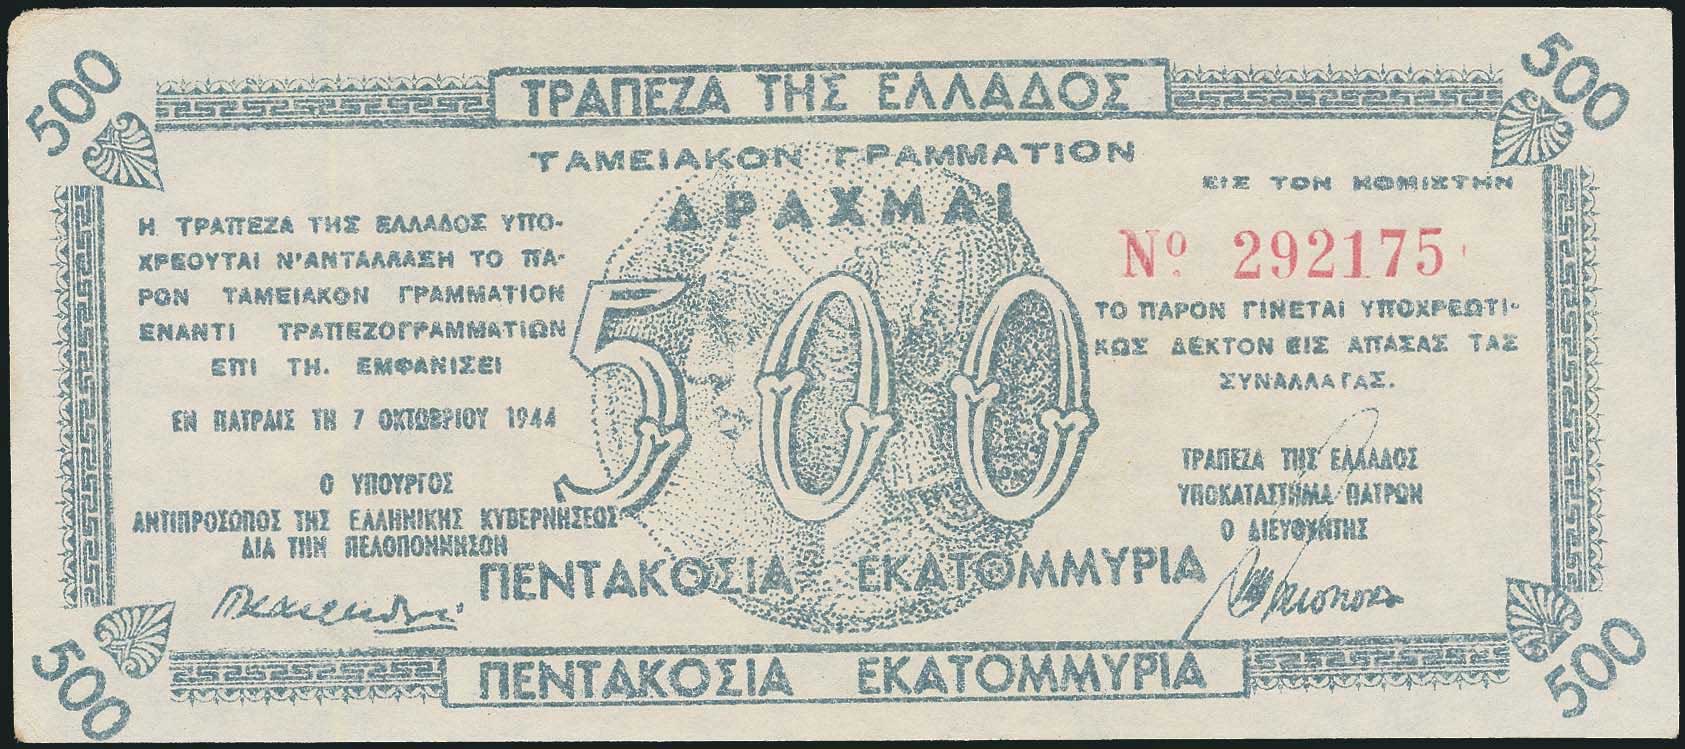 500
500
ΤΡΑΠΕΖΑ ΤΗΣ ΕΛΛΑΔΟΣ
ΤΑΜΕΙΑΚΟΝ ΓΡΑΜΜΑΤΙΟΝ
ΔΡΑΧΜΑΙ
500
Η ΤΡΑΠΕΖΑ ΤΗΣ ΕΛΛΑΔΟΣ ΥΠΟ-
ΧΡΕΟΥΤΑΙ Ν'ΑΝΤΑΛΛΑΞΗ ΤΟ ΠΑ-
ΡΟΝ ΤΑΜΕΙΑΚΟΝ ΓΡΑΜΜΑΤΙΟΝ
ΕΝΑΝΤΙ ΤΡΑΠΕΖΟΓΡΑΜΜΑΤΙΩΝ
ΕΠΙ ΤΗ. ΕΜΦΑΝΙΣΕΙ
ΕΝ ΠΑΤΡΑΙΣ ΤΗ 7 ΟΚΤΩΒΡΙΟΥ 1944
Ο ΥΠΟΥΡΓΟΣ
ΑΝΤΙΠΡΟΣΩΠΟΣ ΤΗΣ ΕΛΛΗΝΙΚΗΣ ΚΥΒΕΡΝΗΣΕΩΣ
ΔΙΑ ΤΗΝ ΠΕΛΟΠΟΝΝΗΣΟΝ
ΕΙΣ ΤΟΝ ΚΟΜΙΣΤΗΝ
Nº. 292175
ΤΟ ΠΑΡΟΝ ΓΙΝΕΤΑΙ ΥΠΟΧΡΕΩΤΙ-
ΚΩΣ ΔΕΚΤΟΝ ΕΙΣ ΑΠΑΣΑΣ ΤΑΣ
ΣΥΝΑΛΛΑΓΑΣ.
ΤΡΑΠΕΖΑ ΤΗΣ ΕΛΛΑΔΟΣ
ΥΠΟΚΑΤΑΣΤΗΜΑ ΠΑΤΡΩΝ
Ο ΔΙΕΥΘΥΝΤΗΣ
ΠΕΝΤΑΚΟΣΙΑ ΕΚΑΤΟΜΜΥΡΙΑ
ΠΕΝΤΑΚΟΣΙΑ ΕΚΑΤΟΜΜΥΡΙΑ
500
500